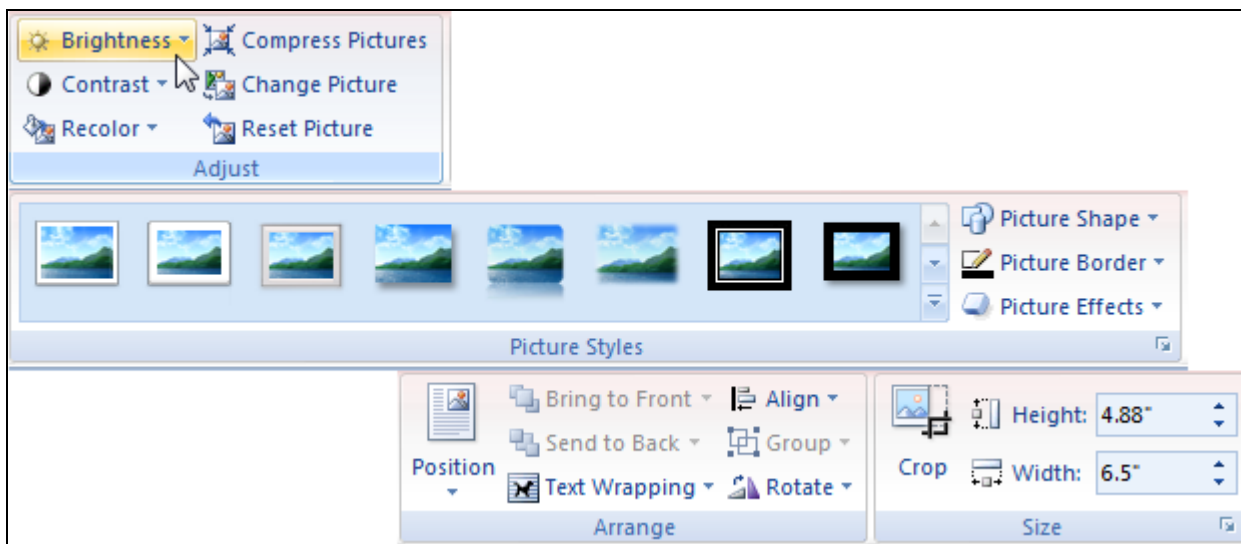 Brightness Compress Pictures
Contrast Change Picture
Recolor Reset Picture
Adjust
Picture Shape
Picture Border
Picture Effects
Picture Styles
Position
Bring to Front Align
Send to Back Group
Text Wrapping Rotate
Arrange
Crop
Height: 4.88"
Width: 6.5"
Size